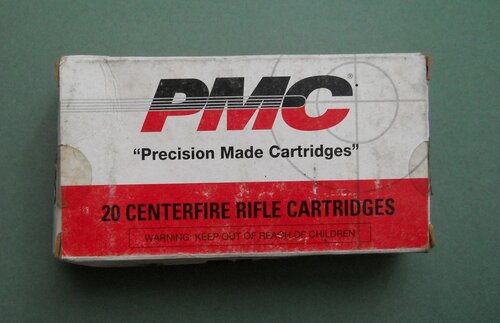 PMC®
"Precision Made Cartridges"
20 CENTERFIRE RIFLE CARTRIDGES
WARNING: KEEP OUT OF REACH OF CHILDREN